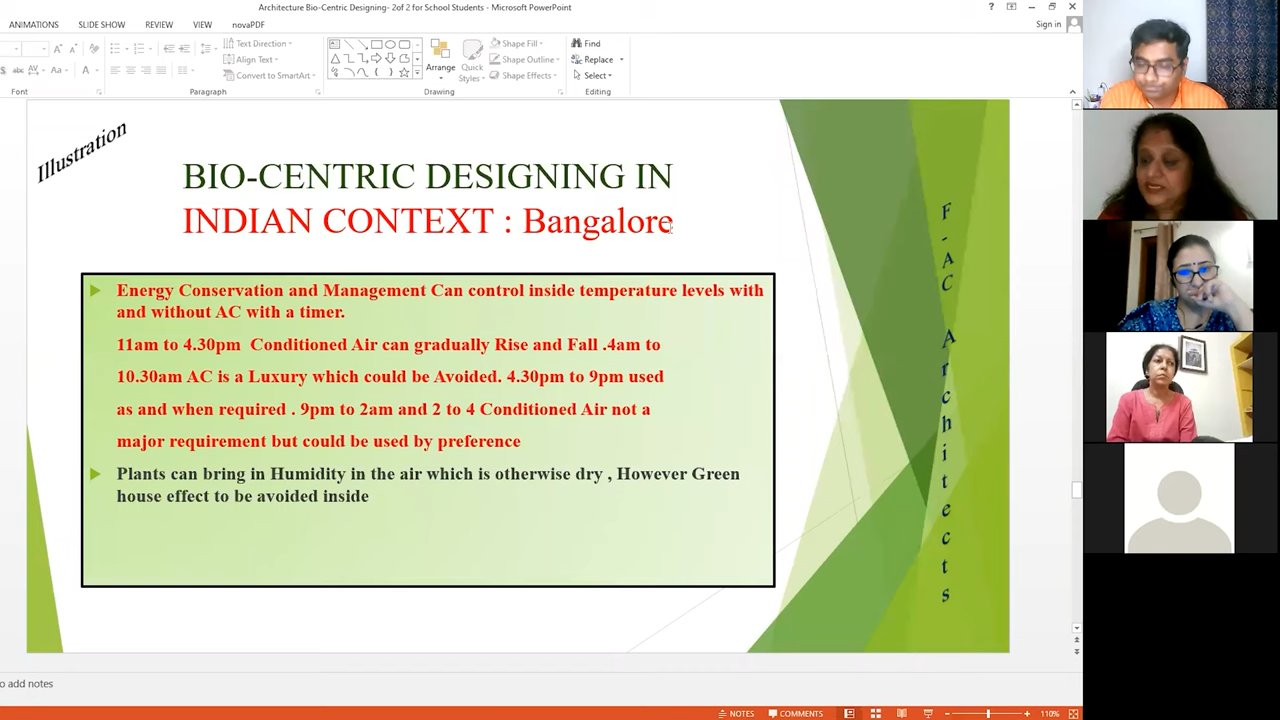 Architecture Bio-Centric Designing- 2of 2 for School Students - Microsoft PowerPoint
?
ANIMATIONS SLIDE SHOW REVIEW VIEW novaPDF Sign in
Text Direction
Align Text
Convert to SmartArt
abc AV Aa A
Arrange
Quick Styles
Shape Fill
Shape Outline
Shape Effects
Find
Replace
Select
Font Paragraph Drawing Editing
Illustration
BIO-CENTRIC DESIGNING IN
INDIAN CONTEXT : Bangalore
Energy Conservation and Management Can control inside temperature levels with
and without AC with a timer.
11am to 4.30pm Conditioned Air can gradually Rise and Fall .4am to
10.30am AC is a Luxury which could be Avoided. 4.30pm to 9pm used
as and when required . 9pm to 2am and 2 to 4 Conditioned Air not a
major requirement but could be used by preference
Plants can bring in Humidity in the air which is otherwise dry , However Green
house effect to be avoided inside
F-AC Architects
o add notes
NOTES COMMENTS 110%